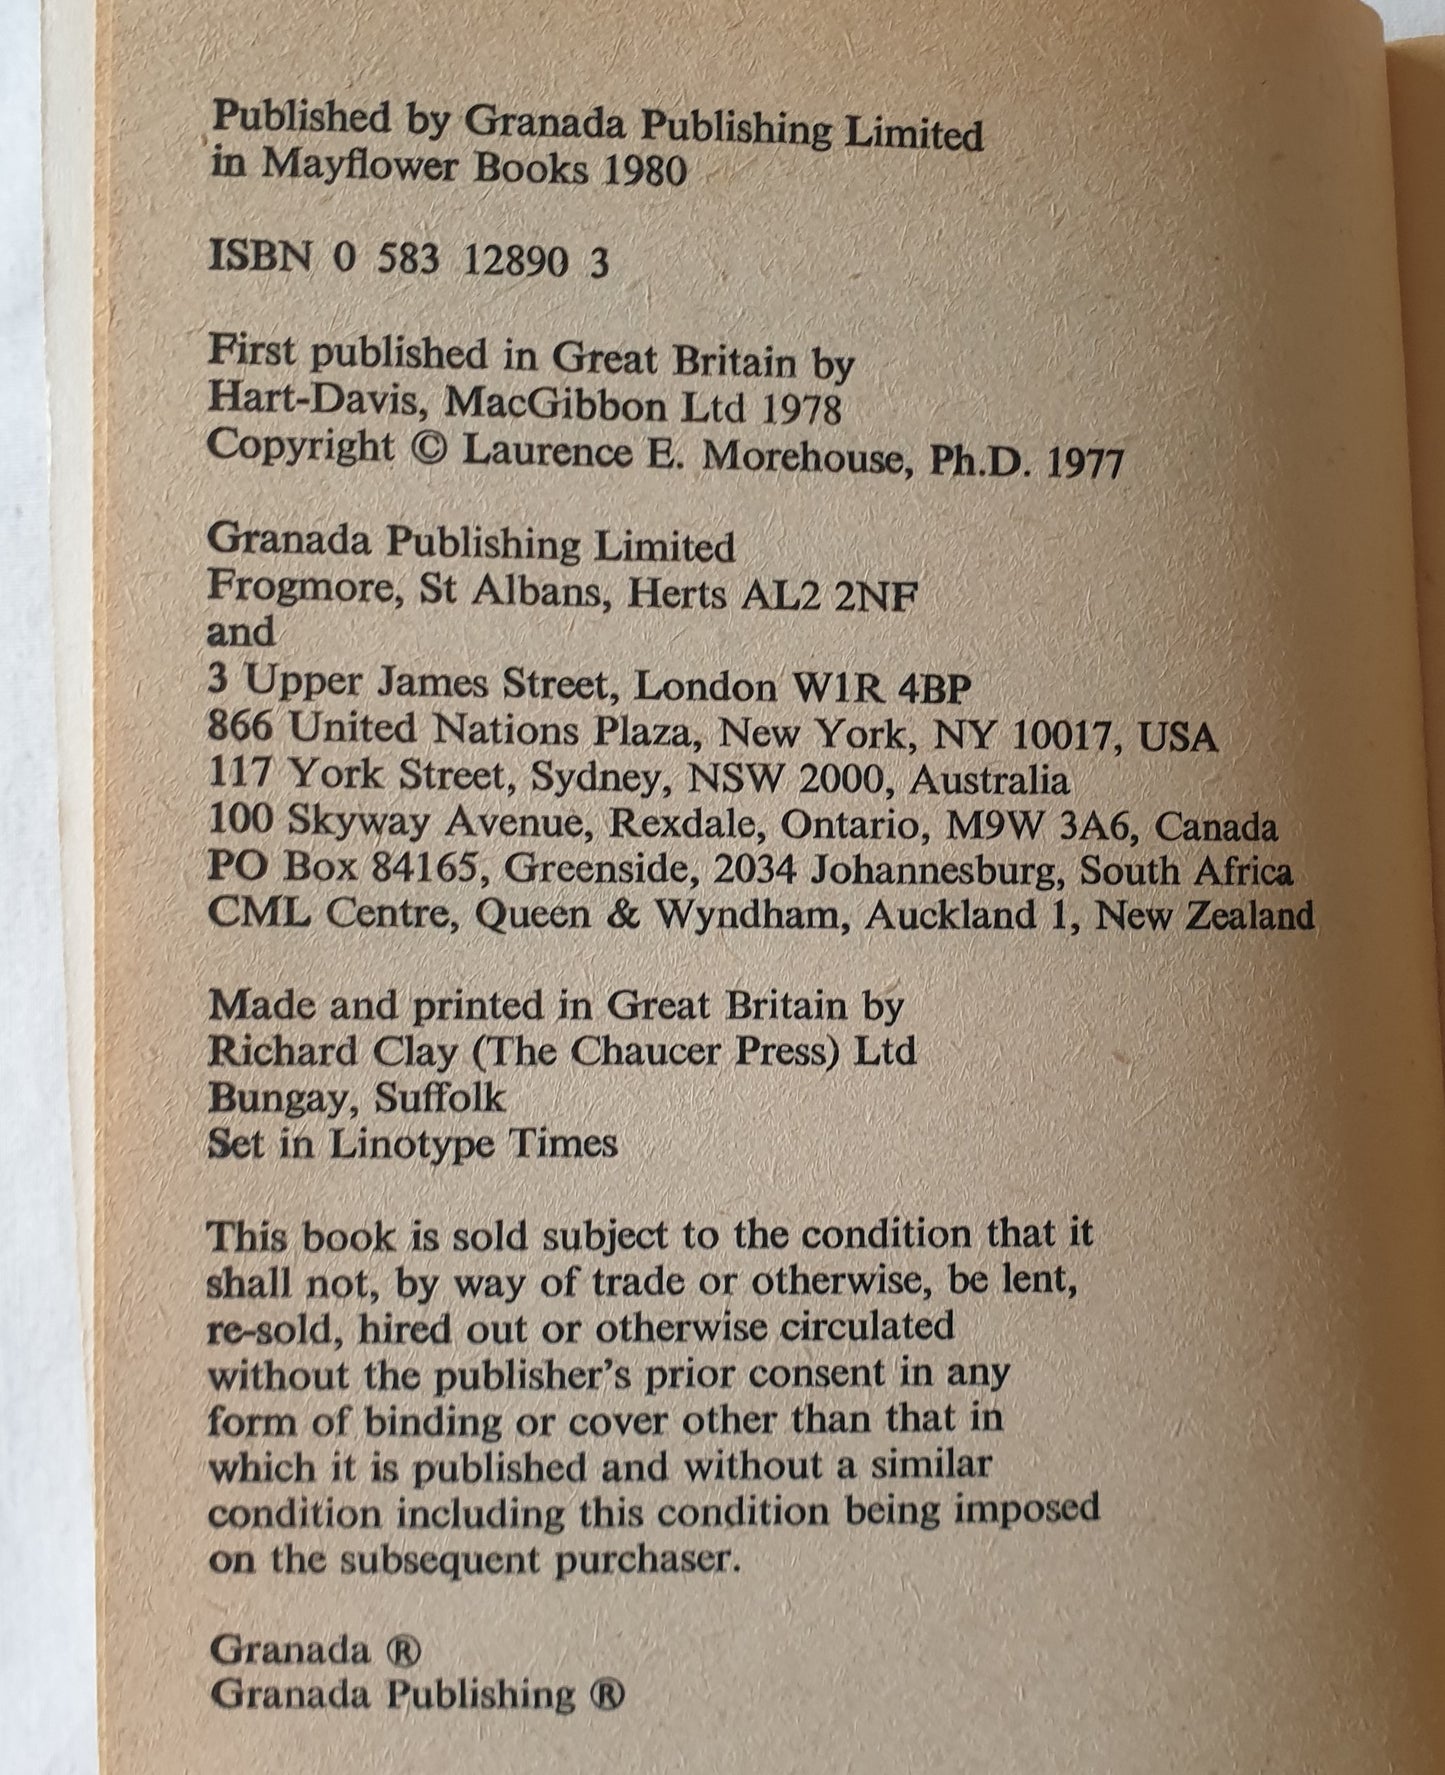 Published by Granada Publishing Limited
in Mayflower Books 1980
ISBN 0 583 12890 3
First published in Great Britain by
Hart-Davis, MacGibbon Ltd 1978
Copyright © Laurence E. Morehouse, Ph.D. 1977
Granada Publishing Limited
Frogmore, St Albans, Herts AL2 2NF
and
3 Upper James Street, London W1R 4BP
866 United Nations Plaza, New York, NY 10017, USA
117 York Street, Sydney, NSW 2000, Australia
100 Skyway Avenue, Rexdale, Ontario, M9W 3A6, Canada
PO Box 84165, Greenside, 2034 Johannesburg, South Africa
CML Centre, Queen & Wyndham, Auckland 1, New Zealand
Made and printed in Great Britain by
Richard Clay (The Chaucer Press) Ltd
Bungay, Suffolk
Set in Linotype Times
This book is sold subject to the condition that it
shall not, by way of trade or otherwise, be lent,
re-sold, hired out or otherwise circulated
without the publisher's prior consent in any
form of binding or cover other than that in
which it is published and without a similar
condition including this condition being imposed
on the subsequent purchaser.
Granada ®
Granada Publishing ®